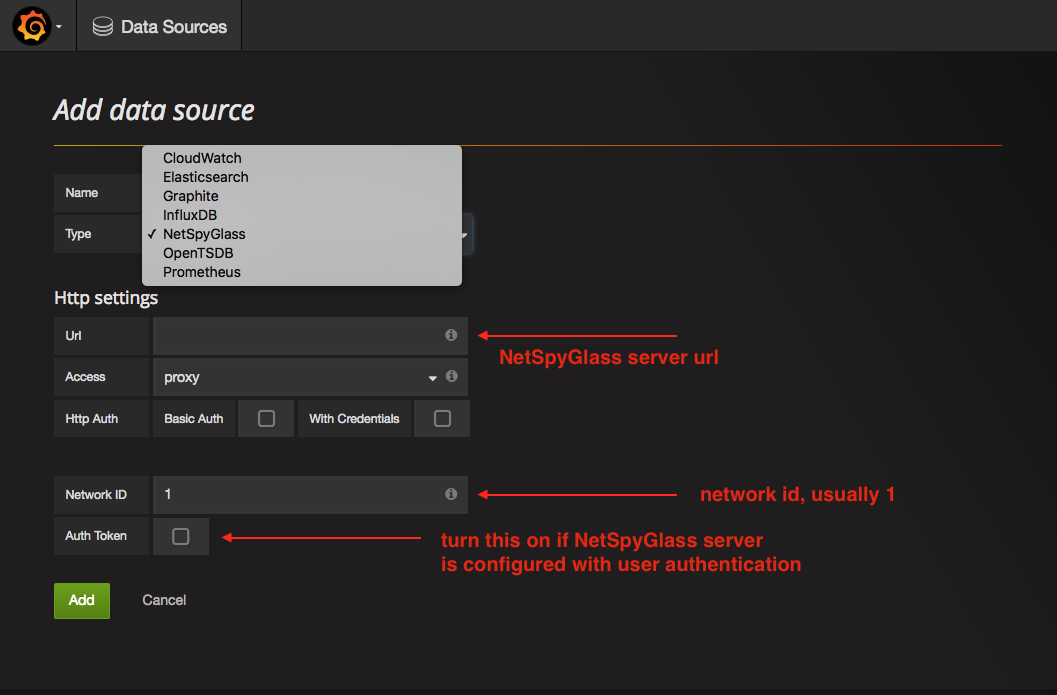 Data Sources
Add data source
CloudWatch
Elasticsearch
Graphite
InfluxDB
✓ NetSpyGlass
OpenTSDB
Prometheus
Name
Type
Http settings
Url
NetSpyGlass server url
Access proxy
Http Auth Basic Auth With Credentials
Network ID 1
network id, usually 1
Auth Token
turn this on if NetSpyGlass server
is configured with user authentication
Add Cancel